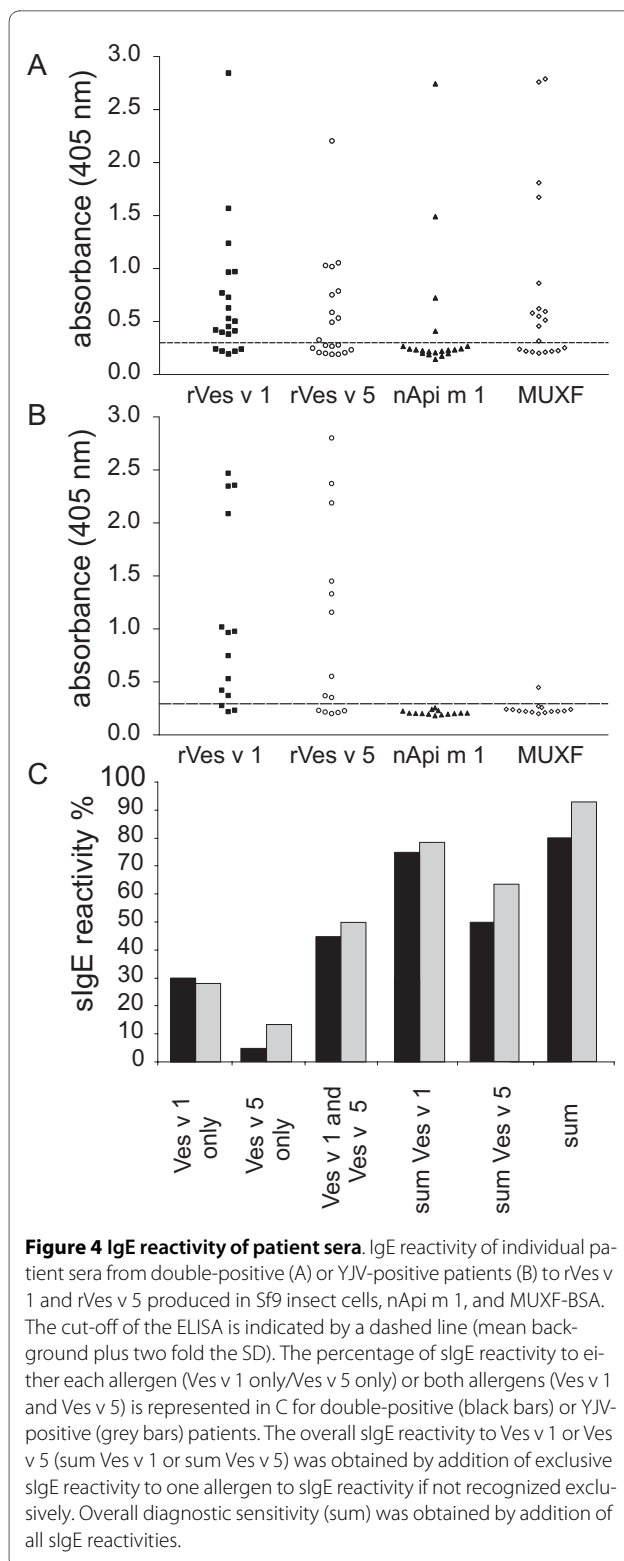 A
absorbance (405 nm)
3.0
2.5
2.0
1.5
1.0
0.5
0.0
rVes v 1 rVes v 5 nApi m 1 MUXF
B
absorbance (405 nm)
3.0
2.5
2.0
1.5
1.0
0.5
0.0
rVes v 1 rVes v 5 nApi m 1 MUXF
C
sIgE reactivity %
100
90
80
70
60
50
40
30
20
10
0
Ves v 1
only
Ves v 5
only
Ves v 1 and
Ves v 5
sum Ves v 1
sum Ves v 5
sum
Figure 4 IgE reactivity of patient sera. IgE reactivity of individual pa-
tient sera from double-positive (A) or YJV-positive patients (B) to rVes v
1 and rVes v 5 produced in Sf9 insect cells, nApi m 1, and MUXF-BSA.
The cut-off of the ELISA is indicated by a dashed line (mean back-
ground plus two fold the SD). The percentage of sIgE reactivity to ei-
ther each allergen (Ves v 1 only/Ves v 5 only) or both allergens (Ves v 1
and Ves v 5) is represented in C for double-positive (black bars) or YJV-
positive (grey bars) patients. The overall sIgE reactivity to Ves v 1 or Ves
v 5 (sum Ves v 1 or sum Ves v 5) was obtained by addition of exclusive
sIgE reactivity to one allergen to sIgE reactivity if not recognized exclu-
sively. Overall diagnostic sensitivity (sum) was obtained by addition of
all sIgE reactivities.